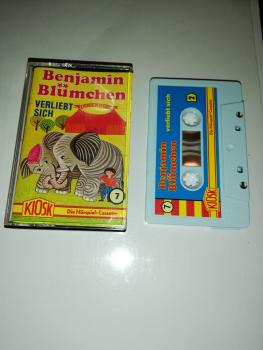 Benjamin
Blümchen
VERLIEBT
SICH
7
KIOSK
Die Hörspiel-Cassette
verliebt sich
2
Benjamin
Blümchen
7
KIOSK